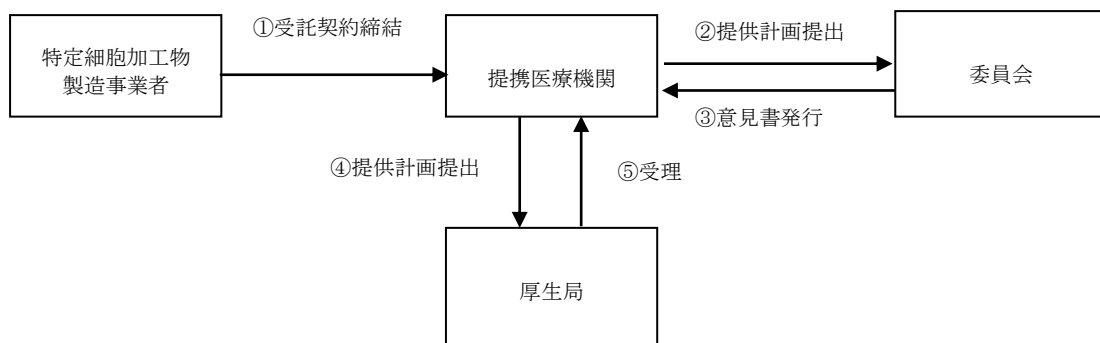 ①受託契約締結
②提供計画提出
特定細胞加工物
製造事業者
提携医療機関
委員会
③意見書発行
④提供計画提出
⑤受理
厚生局